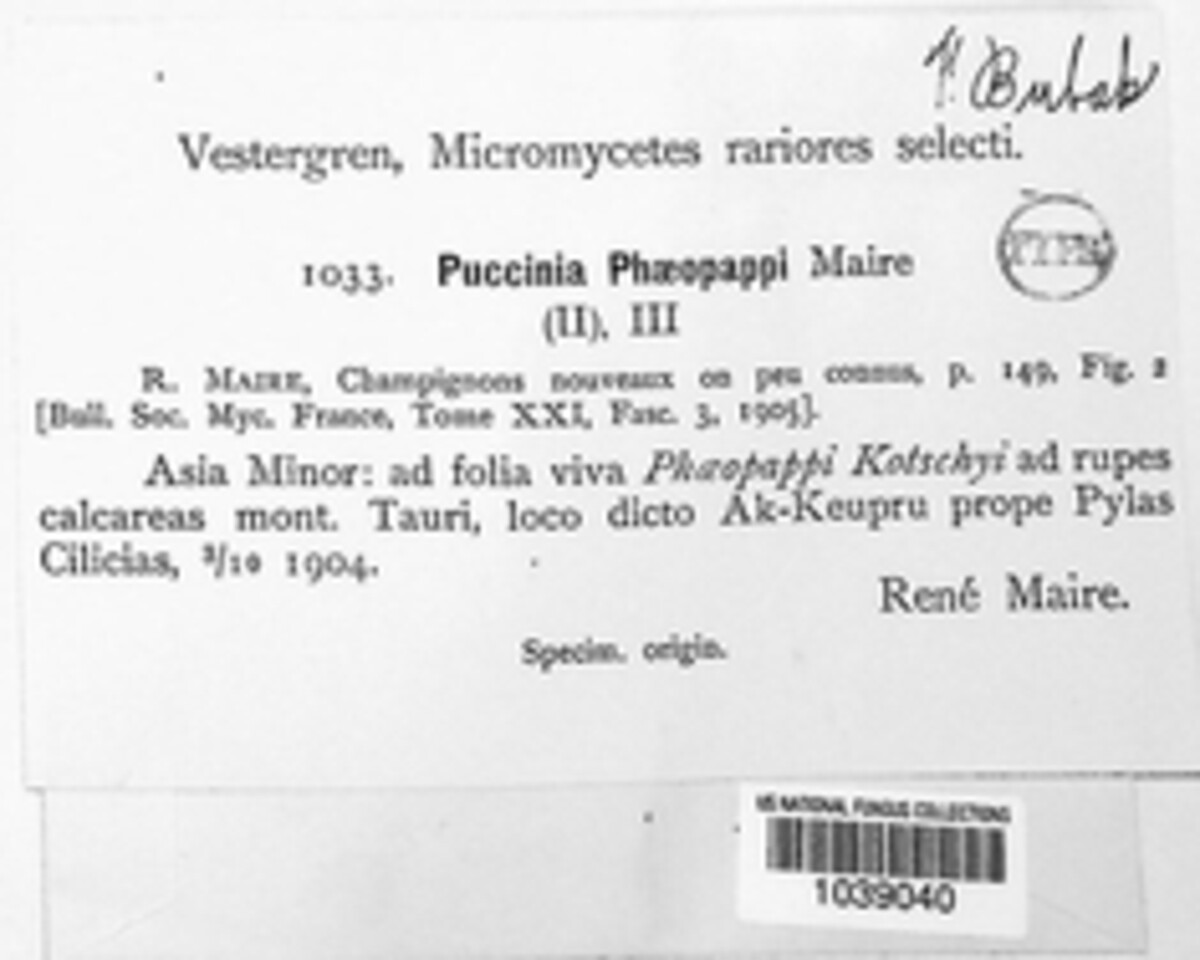 F. Bubak
Vestergren, Micromycetes rariores selecti.
TYPE
1033. Puccinia Phæopappi Maire
(II). III
R. MAIRE, Champignons nouveaux ou peu connus, p. 149, Fig. 2
[Bull. Soc. Myc. France, Tome XXI, Fasc. 3, 1905].
Asia Minor: ad folia viva Phæopappi Kotschyi ad rupes
calcareas mont. Tauri, loco dicto Ak-Keupru prope Pylas
Cilicias, 3/10 1904.
René Maire.
Specim. origin.
US NATIONAL FUNGUS COLLECTIONS
1039040